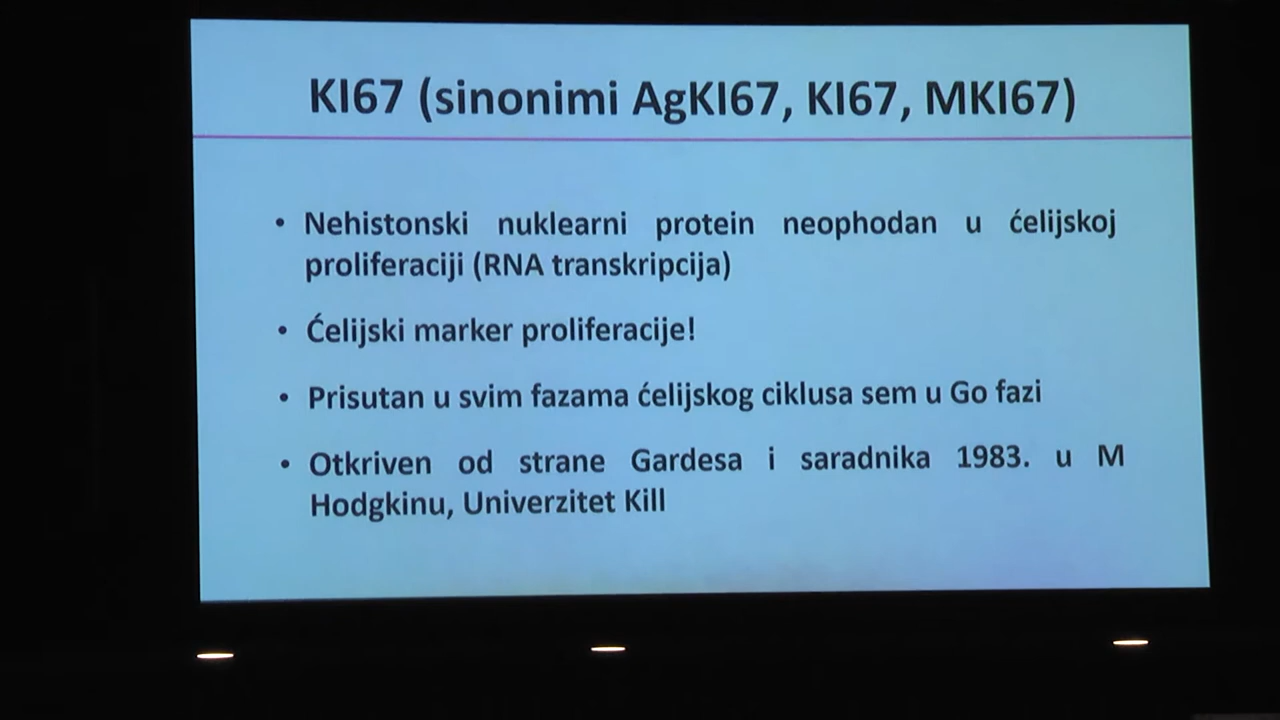 KI67 (sinonimi AgKI67, KI67, MKI67)
• Nehistonski nuklearni protein neophodan u ćelijskoj
proliferaciji (RNA transkripcija)
• Ćelijski marker proliferacije!
• Prisutan u svim fazama ćelijskog ciklusa sem u Go fazi
• Otkriven od strane Gardesa i saradnika 1983. u M
Hodgkinu, Univerzitet Kill